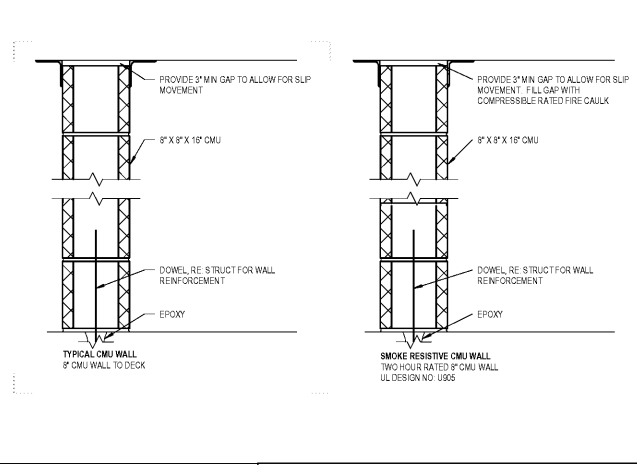 PROVIDE 3" MIN GAP TO ALLOW FOR SLIP
MOVEMENT
8" X 8" X 16" CMU
DOWEL, RE: STRUCT FOR WALL
REINFORCEMENT
EPOXY
TYPICAL CMU WALL
8" CMU WALL TO DECK
PROVIDE 3" MIN GAP TO ALLOW FOR SLIP
MOVEMENT. FILL GAP WITH
COMPRESSIBLE RATED FIRE CAULK
8" X 8" X 16" CMU
DOWEL, RE: STRUCT FOR WALL
REINFORCEMENT
EPOXY
SMOKE RESISTIVE CMU WALL
TWO HOUR RATED 8" CMU WALL
UL DESIGN NO: U905